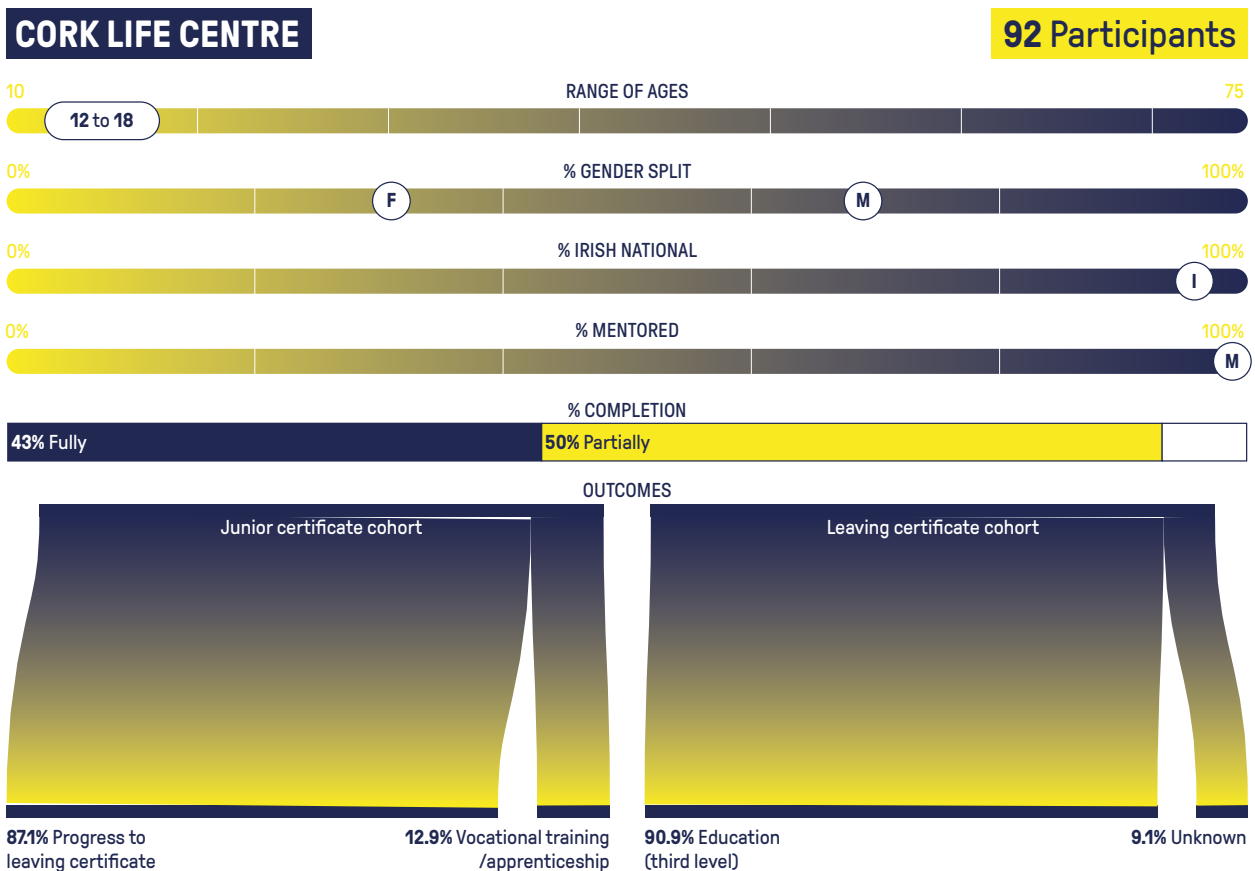 CORK LIFE CENTRE
92 Participants
RANGE OF AGES
10
75
12 to 18
% GENDER SPLIT
0%
100%
F
M
% IRISH NATIONAL
0%
100%
I
% MENTORED
0%
100%
M
% COMPLETION
43% Fully
50% Partially
OUTCOMES
Junior certificate cohort
Leaving certificate cohort
87.1% Progress to
leaving certificate
12.9% Vocational training
/apprenticeship
90.9% Education
(third level)
9.1% Unknown